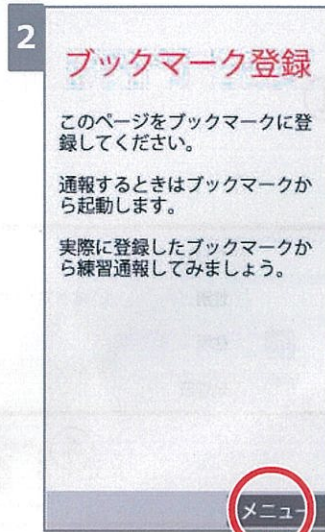 2
ブックマーク登録
このページをブックマークに登
録してください。
通報するときはブックマークか
ら起動します。
実際に登録したブックマークか
ら練習通報してみましょう。
メニュー